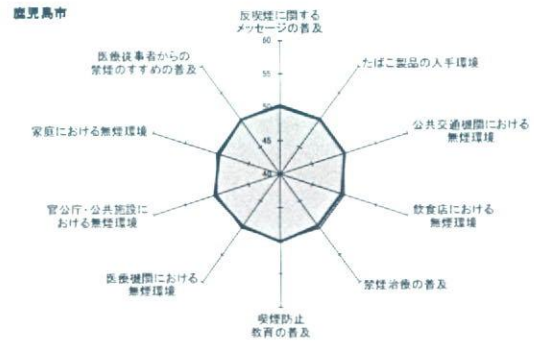 鹿児島市
反喫煙に関する
メッセージの普及
60
55
50
45
40
たばこ製品の入手環境
公共交通機関における
無煙環境
飲食店における
無煙環境
禁煙治療の普及
喫煙防止
教育の普及
医療機関における
無煙環境
官公庁・公共施設に
おける無煙環境
家庭における無煙環境
医療従事者からの
禁煙のすすめの普及